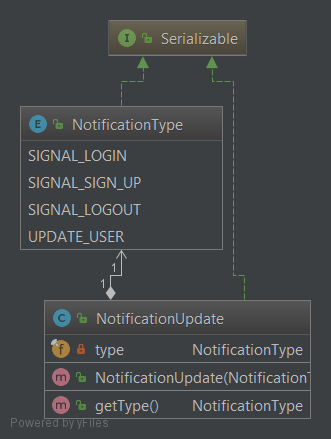 I Serializable
E NotificationType
SIGNAL_LOGIN
SIGNAL_SIGN_UP
SIGNAL_LOGOUT
UPDATE_USER
1
1
C NotificationUpdate
f type NotificationType
m NotificationUpdate(Notification
m getType() NotificationType
Powered by yFiles